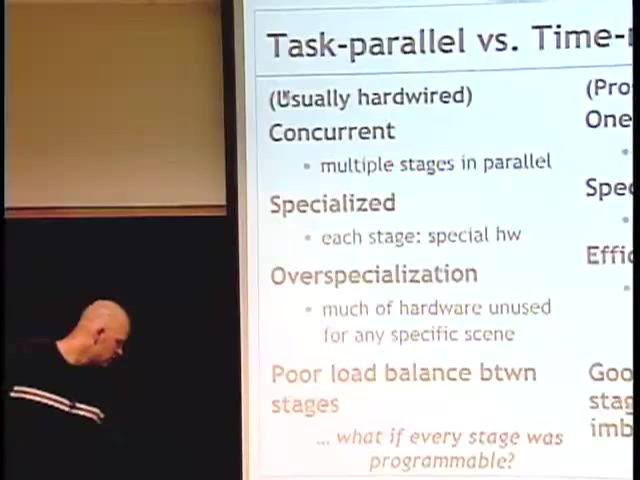 Task-parallel vs. Time-
(Usually hardwired)
Concurrent
• multiple stages in parallel
Specialized
• each stage: special hw
Overspecialization
• much of hardware unused
for any specific scene
Poor load balance btwn
stages
... what if every stage was
programmable?
(Pro
One
•
Spec
•
Effic
•
Goo
stag
imb